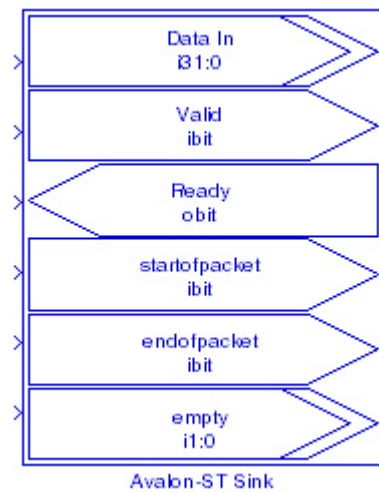 Data In
i31:0
Valid
ibit
Ready
obit
startofpacket
ibit
endofpacket
ibit
empty
i1:0
Avalon-ST Sink